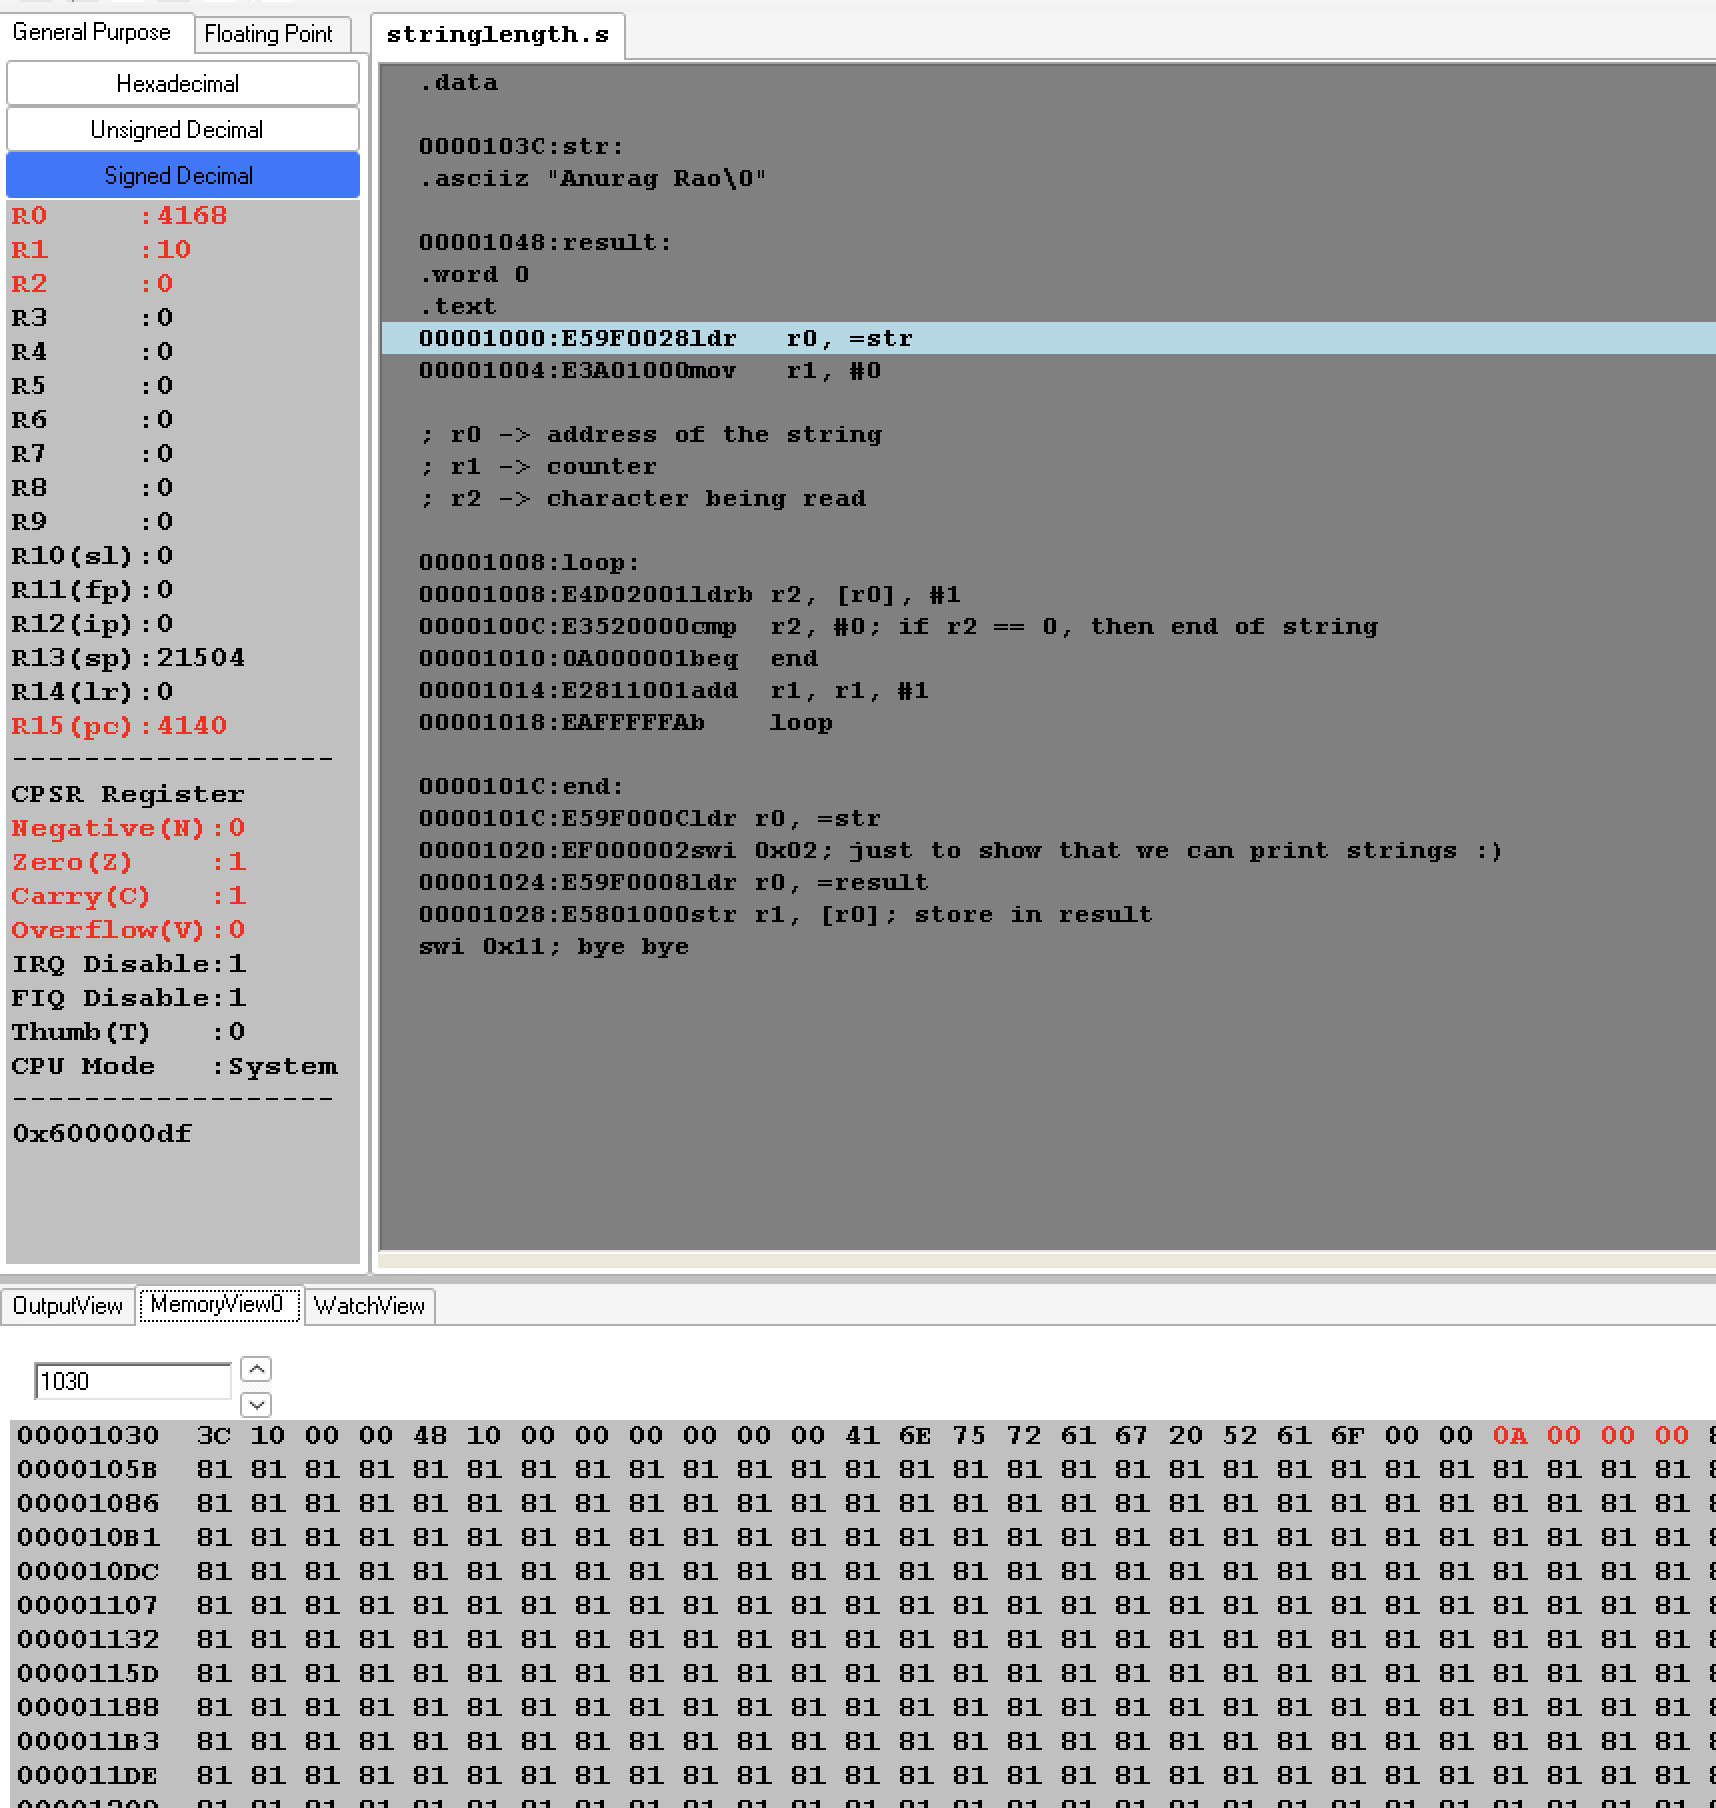 General Purpose
Floating Point
Hexadecimal
Unsigned Decimal
Signed Decimal
R0 :4168
R1 :10
R2 :0
R3 :0
R4 :0
R5 :0
R6 :0
R7 :0
R8 :0
R9 :0
R10(sl):0
R11(fp):0
R12(ip):0
R13(sp):21504
R14(lr):0
R15(pc):4140
------------------
CPSR Register
Negative(N):0
Zero(Z) :1
Carry(C) :1
Overflow(V):0
IRQ Disable:1
FIQ Disable:1
Thumb(T) :0
CPU Mode :System
------------------
0x600000df
stringlength.s
.data
0000103C:str:
.asciiz "Anurag Rao\0"
00001048:result:
.word 0
.text
00001000:E59F0028ldr r0, =str
00001004:E3A01000mov r1, #0
; r0 -> address of the string
; r1 -> counter
; r2 -> character being read
00001008:loop:
00001008:E4D02001ldrb r2, [r0], #1
0000100C:E3520000cmp r2, #0; if r2 == 0, then end of string
00001010:0A000001beq end
00001014:E2811001add r1, r1, #1
00001018:EAFFFFFAb loop
0000101C:end:
0000101C:E59F000Cldr r0, =str
00001020:EF000002swi 0x02; just to show that we can print strings :)
00001024:E59F0008ldr r0, =result
00001028:E5801000str r1, [r0]; store in result
swi 0x11; bye bye
OutputView
MemoryView0
WatchView
1030
00001030 3C 10 00 00 48 10 00 00 00 00 00 00 41 6E 75 72 61 67 20 52 61 6F 00 00 0A 00 00 00
0000105B 81 81 81 81 81 81 81 81 81 81 81 81 81 81 81 81 81 81 81 81 81 81 81 81 81 81 81 81
00001086 81 81 81 81 81 81 81 81 81 81 81 81 81 81 81 81 81 81 81 81 81 81 81 81 81 81 81 81
000010B1 81 81 81 81 81 81 81 81 81 81 81 81 81 81 81 81 81 81 81 81 81 81 81 81 81 81 81 81
000010DC 81 81 81 81 81 81 81 81 81 81 81 81 81 81 81 81 81 81 81 81 81 81 81 81 81 81 81 81
00001107 81 81 81 81 81 81 81 81 81 81 81 81 81 81 81 81 81 81 81 81 81 81 81 81 81 81 81 81
00001132 81 81 81 81 81 81 81 81 81 81 81 81 81 81 81 81 81 81 81 81 81 81 81 81 81 81 81 81
0000115D 81 81 81 81 81 81 81 81 81 81 81 81 81 81 81 81 81 81 81 81 81 81 81 81 81 81 81 81
00001188 81 81 81 81 81 81 81 81 81 81 81 81 81 81 81 81 81 81 81 81 81 81 81 81 81 81 81 81
000011B3 81 81 81 81 81 81 81 81 81 81 81 81 81 81 81 81 81 81 81 81 81 81 81 81 81 81 81 81
000011DE 81 81 81 81 81 81 81 81 81 81 81 81 81 81 81 81 81 81 81 81 81 81 81 81 81 81 81 81